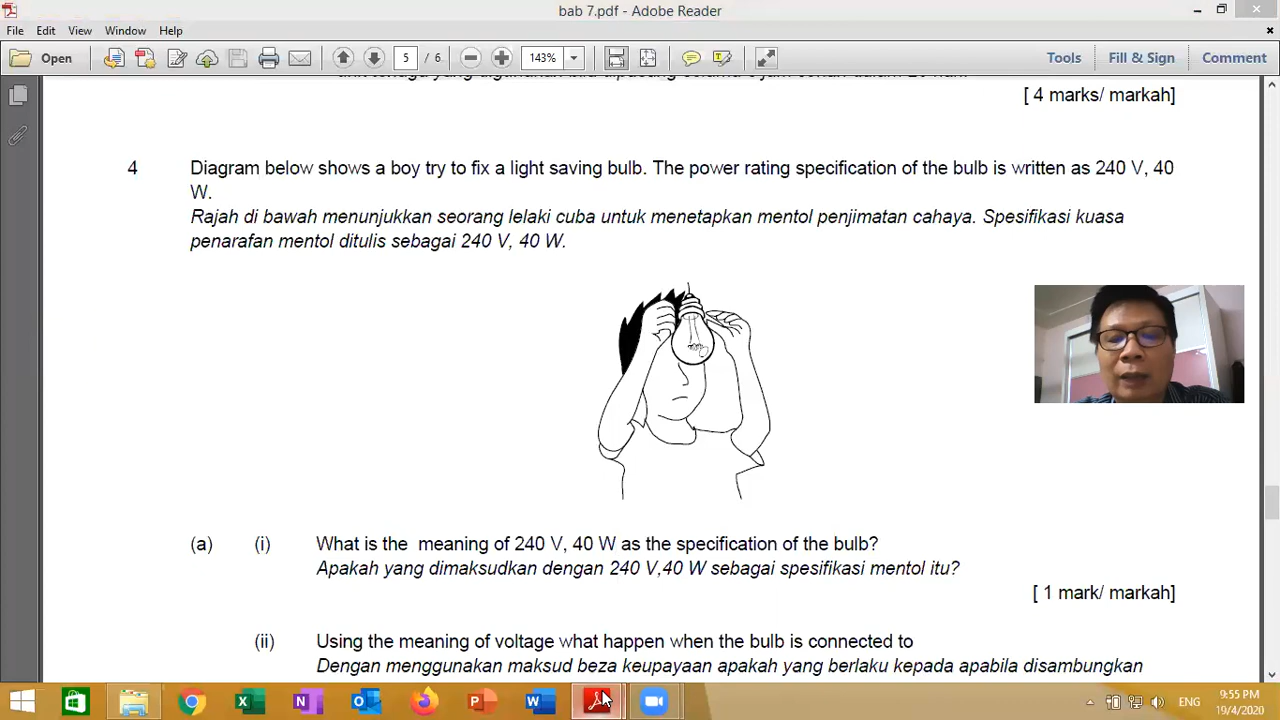 bab 7.pdf - Adobe Reader
File Edit View Window Help
Open 5 / 6 143% Tools Fill & Sign Comment
[ 4 marks/ markah]
4 Diagram below shows a boy try to fix a light saving bulb. The power rating specification of the bulb is written as 240 V, 40
W.
Rajah di bawah menunjukkan seorang lelaki cuba untuk menetapkan mentol penjimatan cahaya. Spesifikasi kuasa
penarafan mentol ditulis sebagai 240 V, 40 W.
(a) (i) What is the meaning of 240 V, 40 W as the specification of the bulb?
Apakah yang dimaksudkan dengan 240 V,40 W sebagai spesifikasi mentol itu?
[ 1 mark/ markah]
(ii) Using the meaning of voltage what happen when the bulb is connected to
Dengan menggunakan maksud beza keupayaan apakah yang berlaku kepada apabila disambungkan
ENG
9:55 PM
19/4/2020